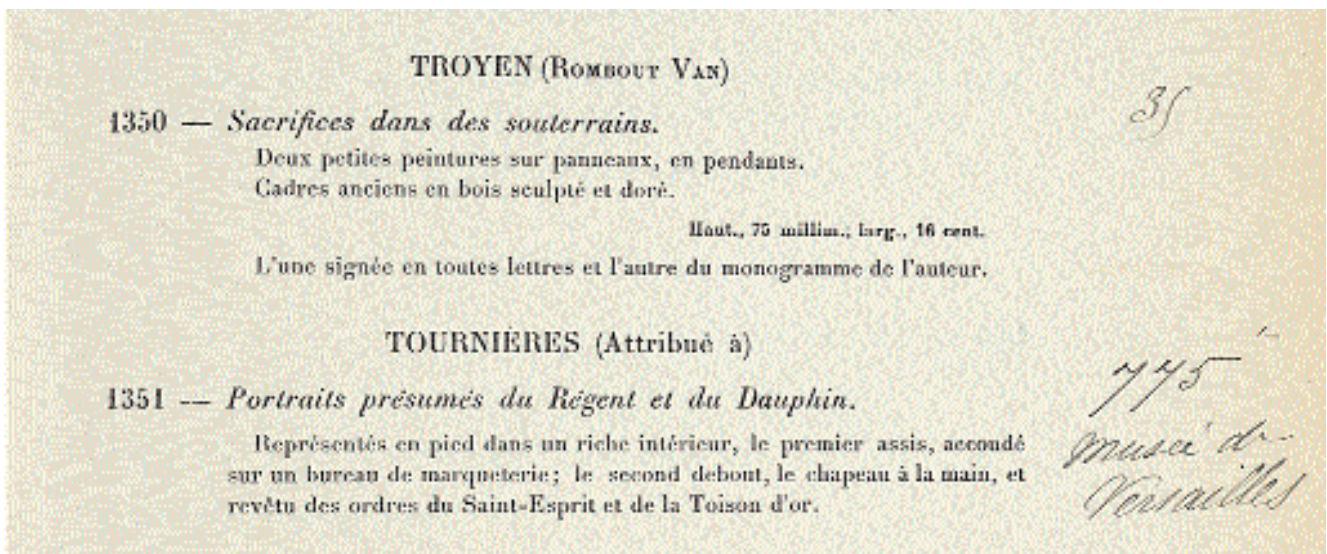 TROYEN (Rombout Van)
1350 — Sacrifices dans des souterrains.
35
Deux petites peintures sur panneaux, en pendants.
Cadres anciens en bois sculpté et doré.
Haut., 75 millim.; larg., 16 cent.
L'une signée en toutes lettres et l'autre du monogramme de l'auteur.
TOURNIÈRES (Attribué à)
1351 — Portraits présumés du Régent et du Dauphin.
775
Représentés en pied dans un riche intérieur, le premier assis, accoudé
sur un bureau de marqueterie; le second debout, le chapeau à la main, et
revêtu des ordres du Saint-Esprit et de la Toison d'or.
musée de
Versailles